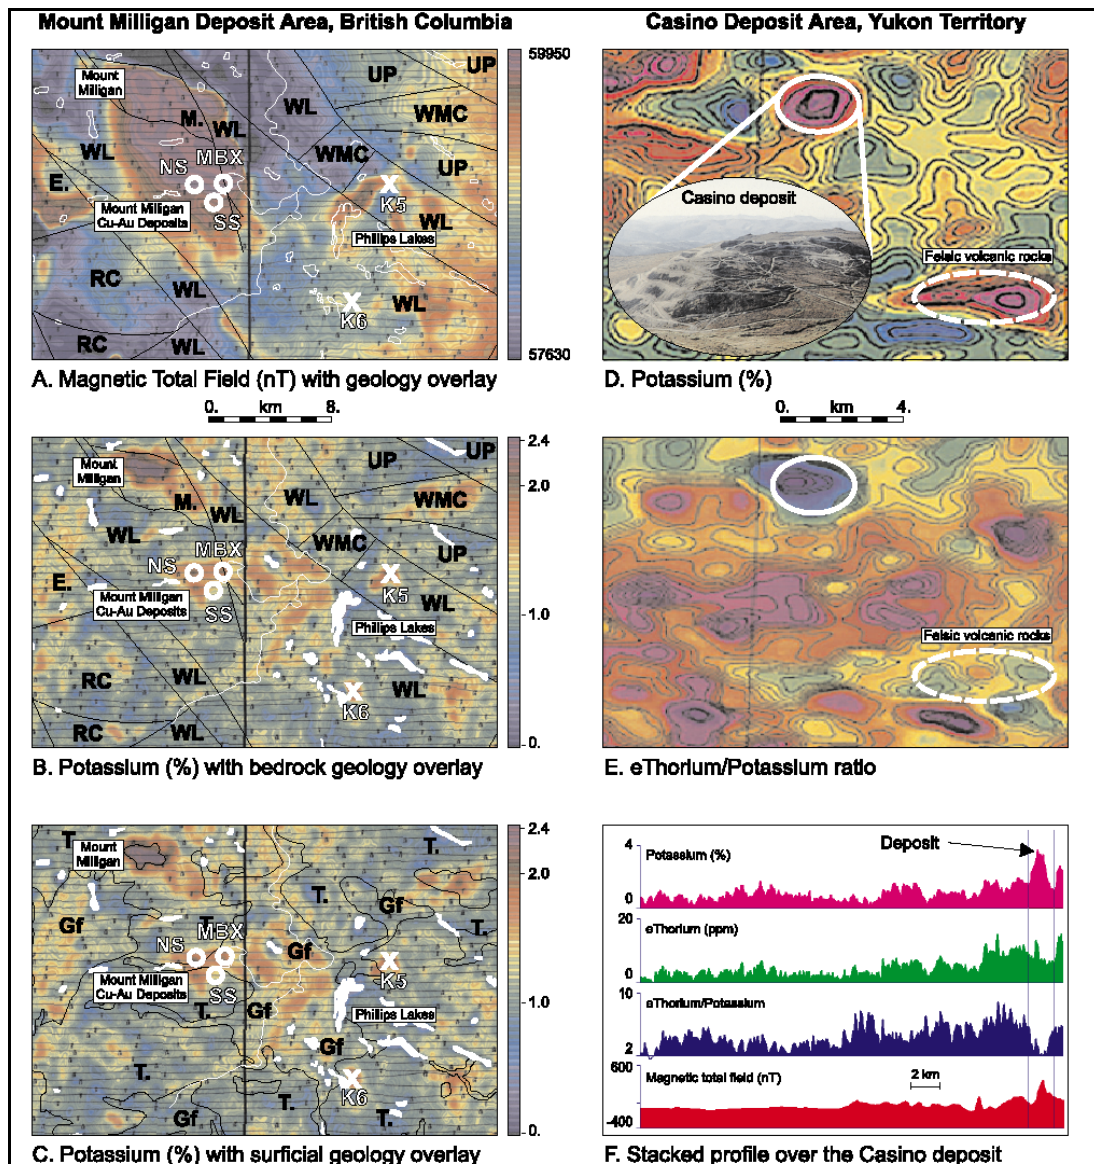 Mount Milligan Deposit Area, British Columbia
Casino Deposit Area, Yukon Territory
Mount
Milligan
UP
WL
M.
WL
WMC
WL
WMC
UP
NS
MBX
E.
X
K5
Mount Milligan
Cu-Au Deposits
SS
WL
Phillips Lakes
RC
WL
X
K6
WL
RC
WL
59950
57630
A. Magnetic Total Field (nT) with geology overlay
0. km 8.
Mount
Milligan
UP
M.
WL
WL
WMC
WL
MBX
WMC
UP
NS
E.
X
K5
Mount Milligan
Cu-Au Deposits
SS
WL
Phillips Lakes
RC
WL
X
K6
WL
RC
WL
2.4
2.0
1.0
0.
B. Potassium (%) with bedrock geology overlay
T.
Mount
Milligan
T.
T.
Gf
Gf
T.
MBX
NS
Gf
X
K5
T.
Mount Milligan
Cu-Au Deposits
SS
T.
Gf
Phillips Lakes
Gf
T.
X
K6
Gf
T.
T.
2.4
2.0
1.0
0.
C. Potassium (%) with surficial geology overlay
Casino deposit
Felsic volcanic rocks
D. Potassium (%)
0. km 4.
Felsic volcanic rocks
E. eThorium/Potassium ratio
4
Potassium (%)
Deposit
0
20
eThorium (ppm)
0
10
eThorium/Potassium
2
600
Magnetic total field (nT)
2 km
-400
F. Stacked profile over the Casino deposit